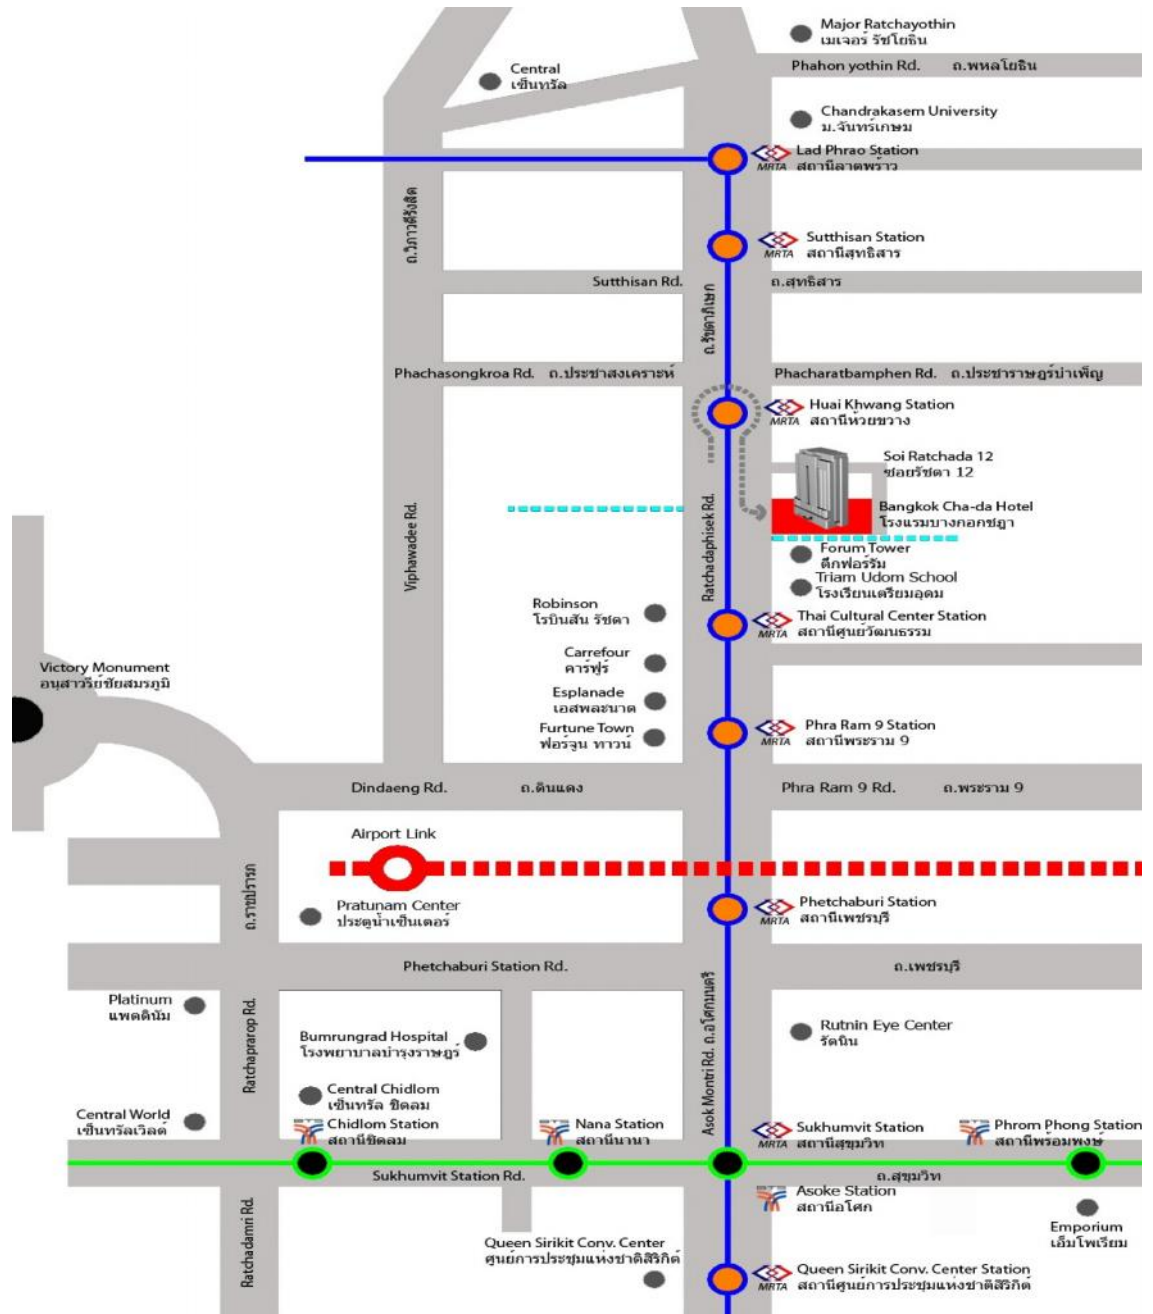 Major Ratchayothin
เมเจอร์ รัชโยธิน
Phahon yothin Rd. ถ.พหลโยธิน
Central
เซ็นทรัล
Chandrakasem University
ม.จันทร์เกษม
MRTA
Lad Phrao Station
สถานีลาดพร้าว
ถ.วิภาวดีรังสิต
MRTA
Sutthisan Station
สถานีสุทธิสาร
Sutthisan Rd. ถ.สุทธิสาร
ถ.รัชดาภิเษก
Phachasongkroa Rd. ถ.ประชาสงเคราะห์
Phacharatbamphen Rd. ถ.ประชาราษฎร์บำเพ็ญ
MRTA
Huai Khwang Station
สถานีห้วยขวาง
Soi Ratchada 12
ซอยรัชดา 12
Bangkok Cha-da Hotel
โรงแรมบางกอกชฎา
Viphawadee Rd.
Ratchadaphisek Rd.
Forum Tower
ตึกฟอร์รัม
Triam Udom School
โรงเรียนเตรียมอุดม
Robinson
โรบินสัน รัชดา
MRTA
Thai Cultural Center Station
สถานีศูนย์วัฒนธรรม
Carrefour
คาร์ฟูร์
Victory Monument
อนุสาวรีย์ชัยสมรภูมิ
Esplanade
เอสพละนาด
Furtune Town
ฟอร์จูน ทาวน์
MRTA
Phra Ram 9 Station
สถานีพระราม 9
Dindaeng Rd. ถ.ดินแดง
Phra Ram 9 Rd. ถ.พระราม 9
Airport Link
ถ.ราชปรารภ
Pratunam Center
ประตูน้ำเซ็นเตอร์
MRTA
Phetchaburi Station
สถานีเพชรบุรี
Phetchaburi Station Rd. ถ.เพชรบุรี
Platinum
แพตตินัม
Ratchaprarop Rd.
Bumrungrad Hospital
โรงพยาบาลบำรุงราษฎร์
Asok Montri Rd. ถ.อโศกมนตรี
Rutnin Eye Center
รัตนิน
Central Chidlom
เซ็นทรัล ชิดลม
Central World
เซ็นทรัลเวิลด์
BTS
Chidlom Station
สถานีชิดลม
BTS
Nana Station
สถานีนานา
MRTA
Sukhumvit Station
สถานีสุขุมวิท
BTS
Phrom Phong Station
สถานีพร้อมพงษ์
Sukhumvit Station Rd. ถ.สุขุมวิท
BTS
Asoke Station
สถานีอโศก
Ratchadamri Rd.
Emporium
เอ็มโพเรียม
Queen Sirikit Conv. Center
ศูนย์การประชุมแห่งชาติสิริกิต์
MRTA
Queen Sirikit Conv. Center Station
สถานีศูนย์การประชุมแห่งชาติสิริกิต์